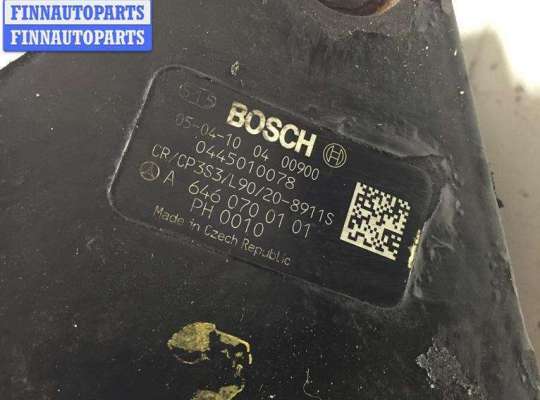 FINNAUTOPARTS
FINNAUTOPARTS
BOSCH
05-04-10 04 00900
0445010078
CR/CP3S3/L90/20-8911S
A 646 070 01 01
PH 0010
Made in Czech Republic